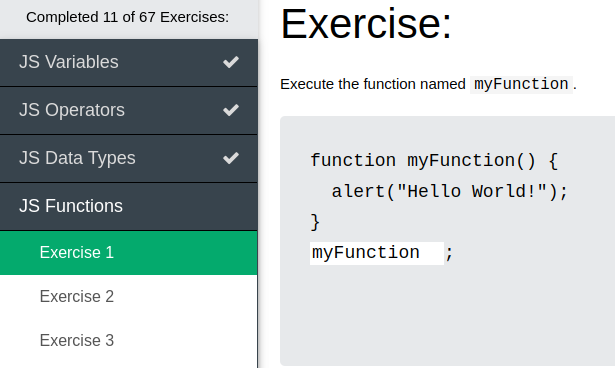 Completed 11 of 67 Exercises:
JS Variables
JS Operators
JS Data Types
JS Functions
Exercise 1
Exercise 2
Exercise 3
Exercise:
Execute the function named myFunction.
function myFunction() {
  alert("Hello World!");
}
myFunction ;